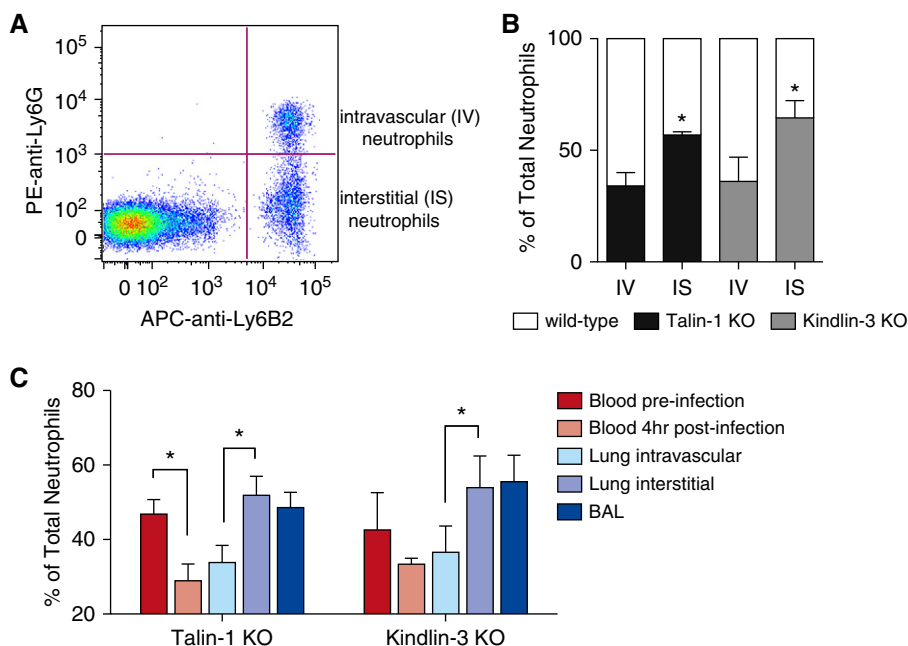 A
PE-anti-Ly6G
10^5
10^4
10^3
10^2
0
0 10^2 10^3 10^4 10^5
APC-anti-Ly6B2
intravascular (IV)
neutrophils
interstitial (IS)
neutrophils
B
% of Total Neutrophils
100
50
0
*
*
IV IS IV IS
wild-type Talin-1 KO Kindlin-3 KO
C
% of Total Neutrophils
80
60
40
20
* * *
Talin-1 KO Kindlin-3 KO
Blood pre-infection
Blood 4hr post-infection
Lung intravascular
Lung interstitial
BAL